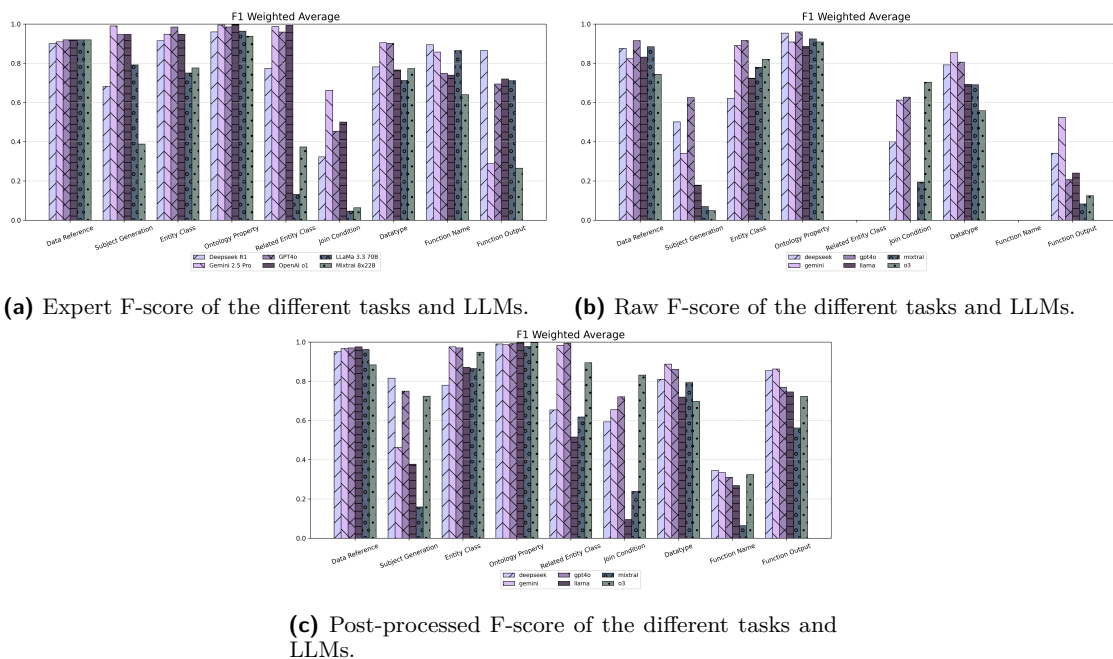 F1 Weighted Average
1.0
0.8
0.6
0.4
0.2
0.0
Data Reference
Subject Generation
Entity Class
Ontology Property
Related Entity Class
Join Condition
Datatype
Function Name
Function Output
Deepseek R1 GPT4o LLaMa 3.3 70B
Gemini 2.5 Pro OpenAI o1 Mixtral 8x22B
(a) Expert F-score of the different tasks and LLMs.
F1 Weighted Average
1.0
0.8
0.6
0.4
0.2
0.0
Data Reference
Subject Generation
Entity Class
Ontology Property
Related Entity Class
Join Condition
Datatype
Function Name
Function Output
deepseek gpt4o mixtral
gemini llama o3
(b) Raw F-score of the different tasks and LLMs.
F1 Weighted Average
1.0
0.8
0.6
0.4
0.2
0.0
Data Reference
Subject Generation
Entity Class
Ontology Property
Related Entity Class
Join Condition
Datatype
Function Name
Function Output
deepseek gpt4o mixtral
gemini llama o3
(c) Post-processed F-score of the different tasks and
LLMs.